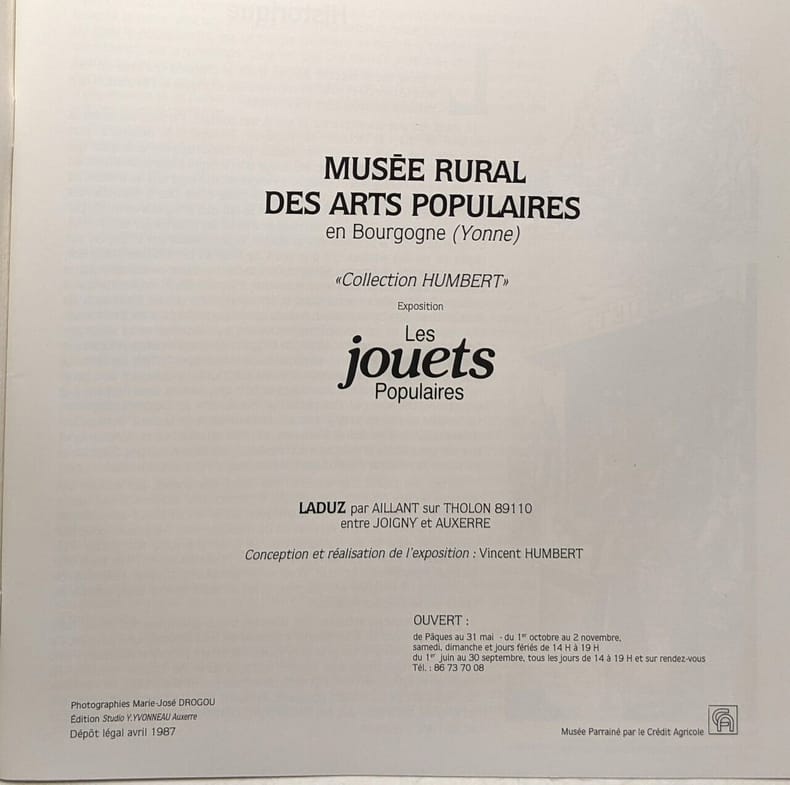 Historique
MUSÉE RURAL
DES ARTS POPULAIRES
en Bourgogne (Yonne)
«Collection HUMBERT»
Exposition
Les
jouets
Populaires
LADUZ par AILLANT sur THOLON 89110
entre JOIGNY et AUXERRE
Conception et réalisation de l'exposition : Vincent HUMBERT
OUVERT :
de Pâques au 31 mai - du 1er octobre au 2 novembre,
samedi, dimanche et jours fériés de 14 H à 19 H
du 1er juin au 30 septembre, tous les jours de 14 à 19 H et sur rendez-vous
Tél. : 86 73 70 08
Photographies Marie-José DROGOU
Édition Studio Y.YVONNEAU Auxerre
Dépôt légal avril 1987
Musée Parrainé par le Crédit Agricole